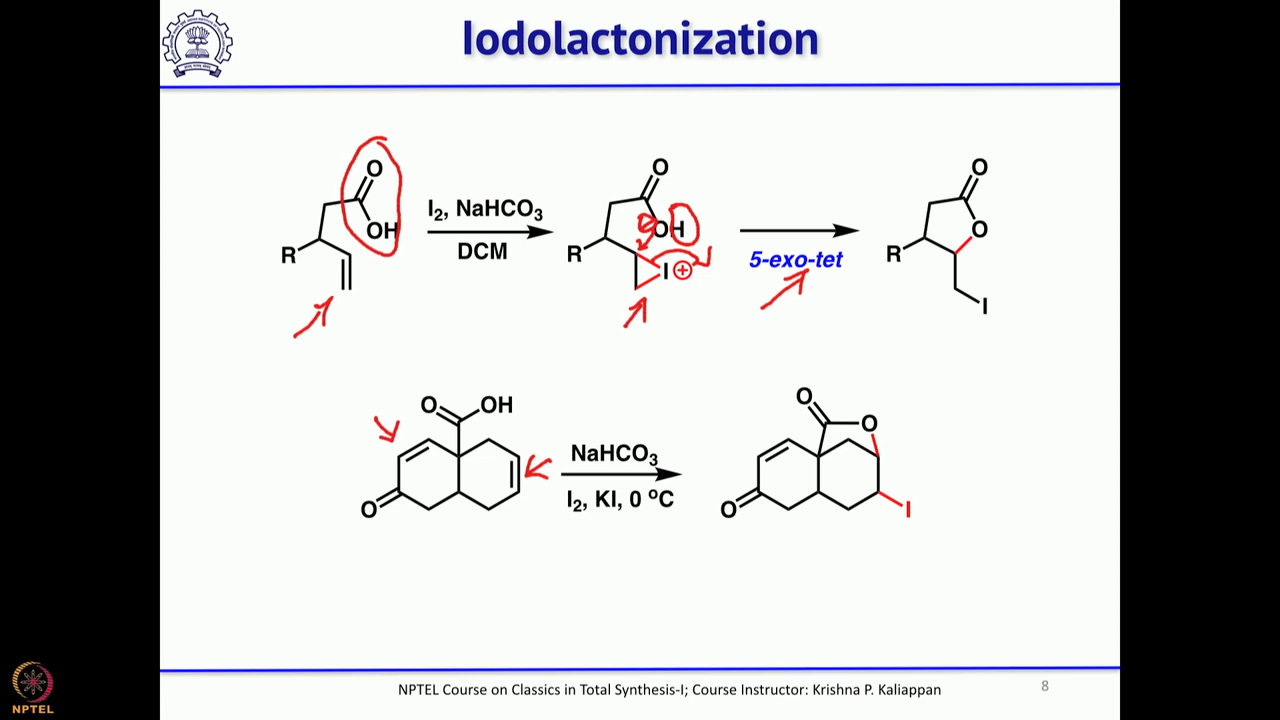 Iodolactonization
O
OH
R
I₂, NaHCO₃
DCM
O
OH
R
I⊕
5-exo-tet
O
O
R
I
O OH
O
NaHCO₃
I₂, KI, 0 ºC
O
O
O
I
NPTEL
NPTEL Course on Classics in Total Synthesis-I; Course Instructor: Krishna P. Kaliappan
8